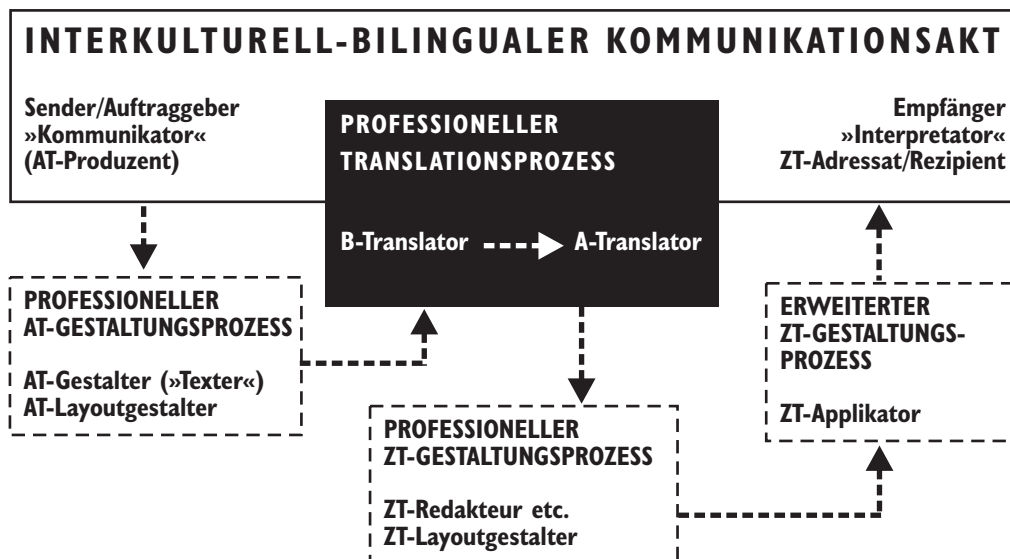 INTERKULTURELL-BILINGUALER KOMMUNIKATIONSAKT
Sender/Auftraggeber
»Kommunikator«
(AT-Produzent)
PROFESSIONELLER
TRANSLATIONSPROZESS
B-Translator
A-Translator
Empfänger
»Interpretator«
ZT-Adressat/Rezipient
PROFESSIONELLER
AT-GESTALTUNGSPROZESS
AT-Gestalter (»Texter«)
AT-Layoutgestalter
PROFESSIONELLER
ZT-GESTALTUNGSPROZESS
ZT-Redakteur etc.
ZT-Layoutgestalter
ERWEITERTER
ZT-GESTALTUNGS-
PROZESS
ZT-Applikator